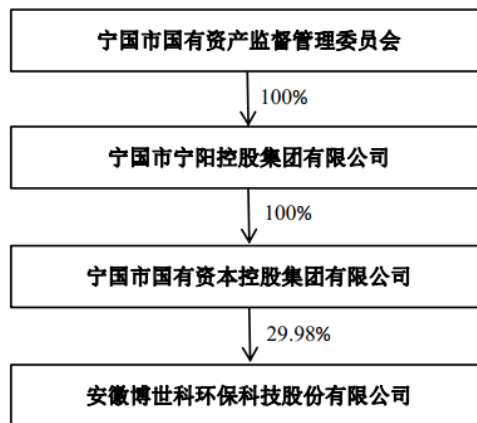 宁国市国有资产监督管理委员会
100%
宁国市宁阳控股集团有限公司
100%
宁国市国有资本控股集团有限公司
29.98%
安徽博世科环保科技股份有限公司